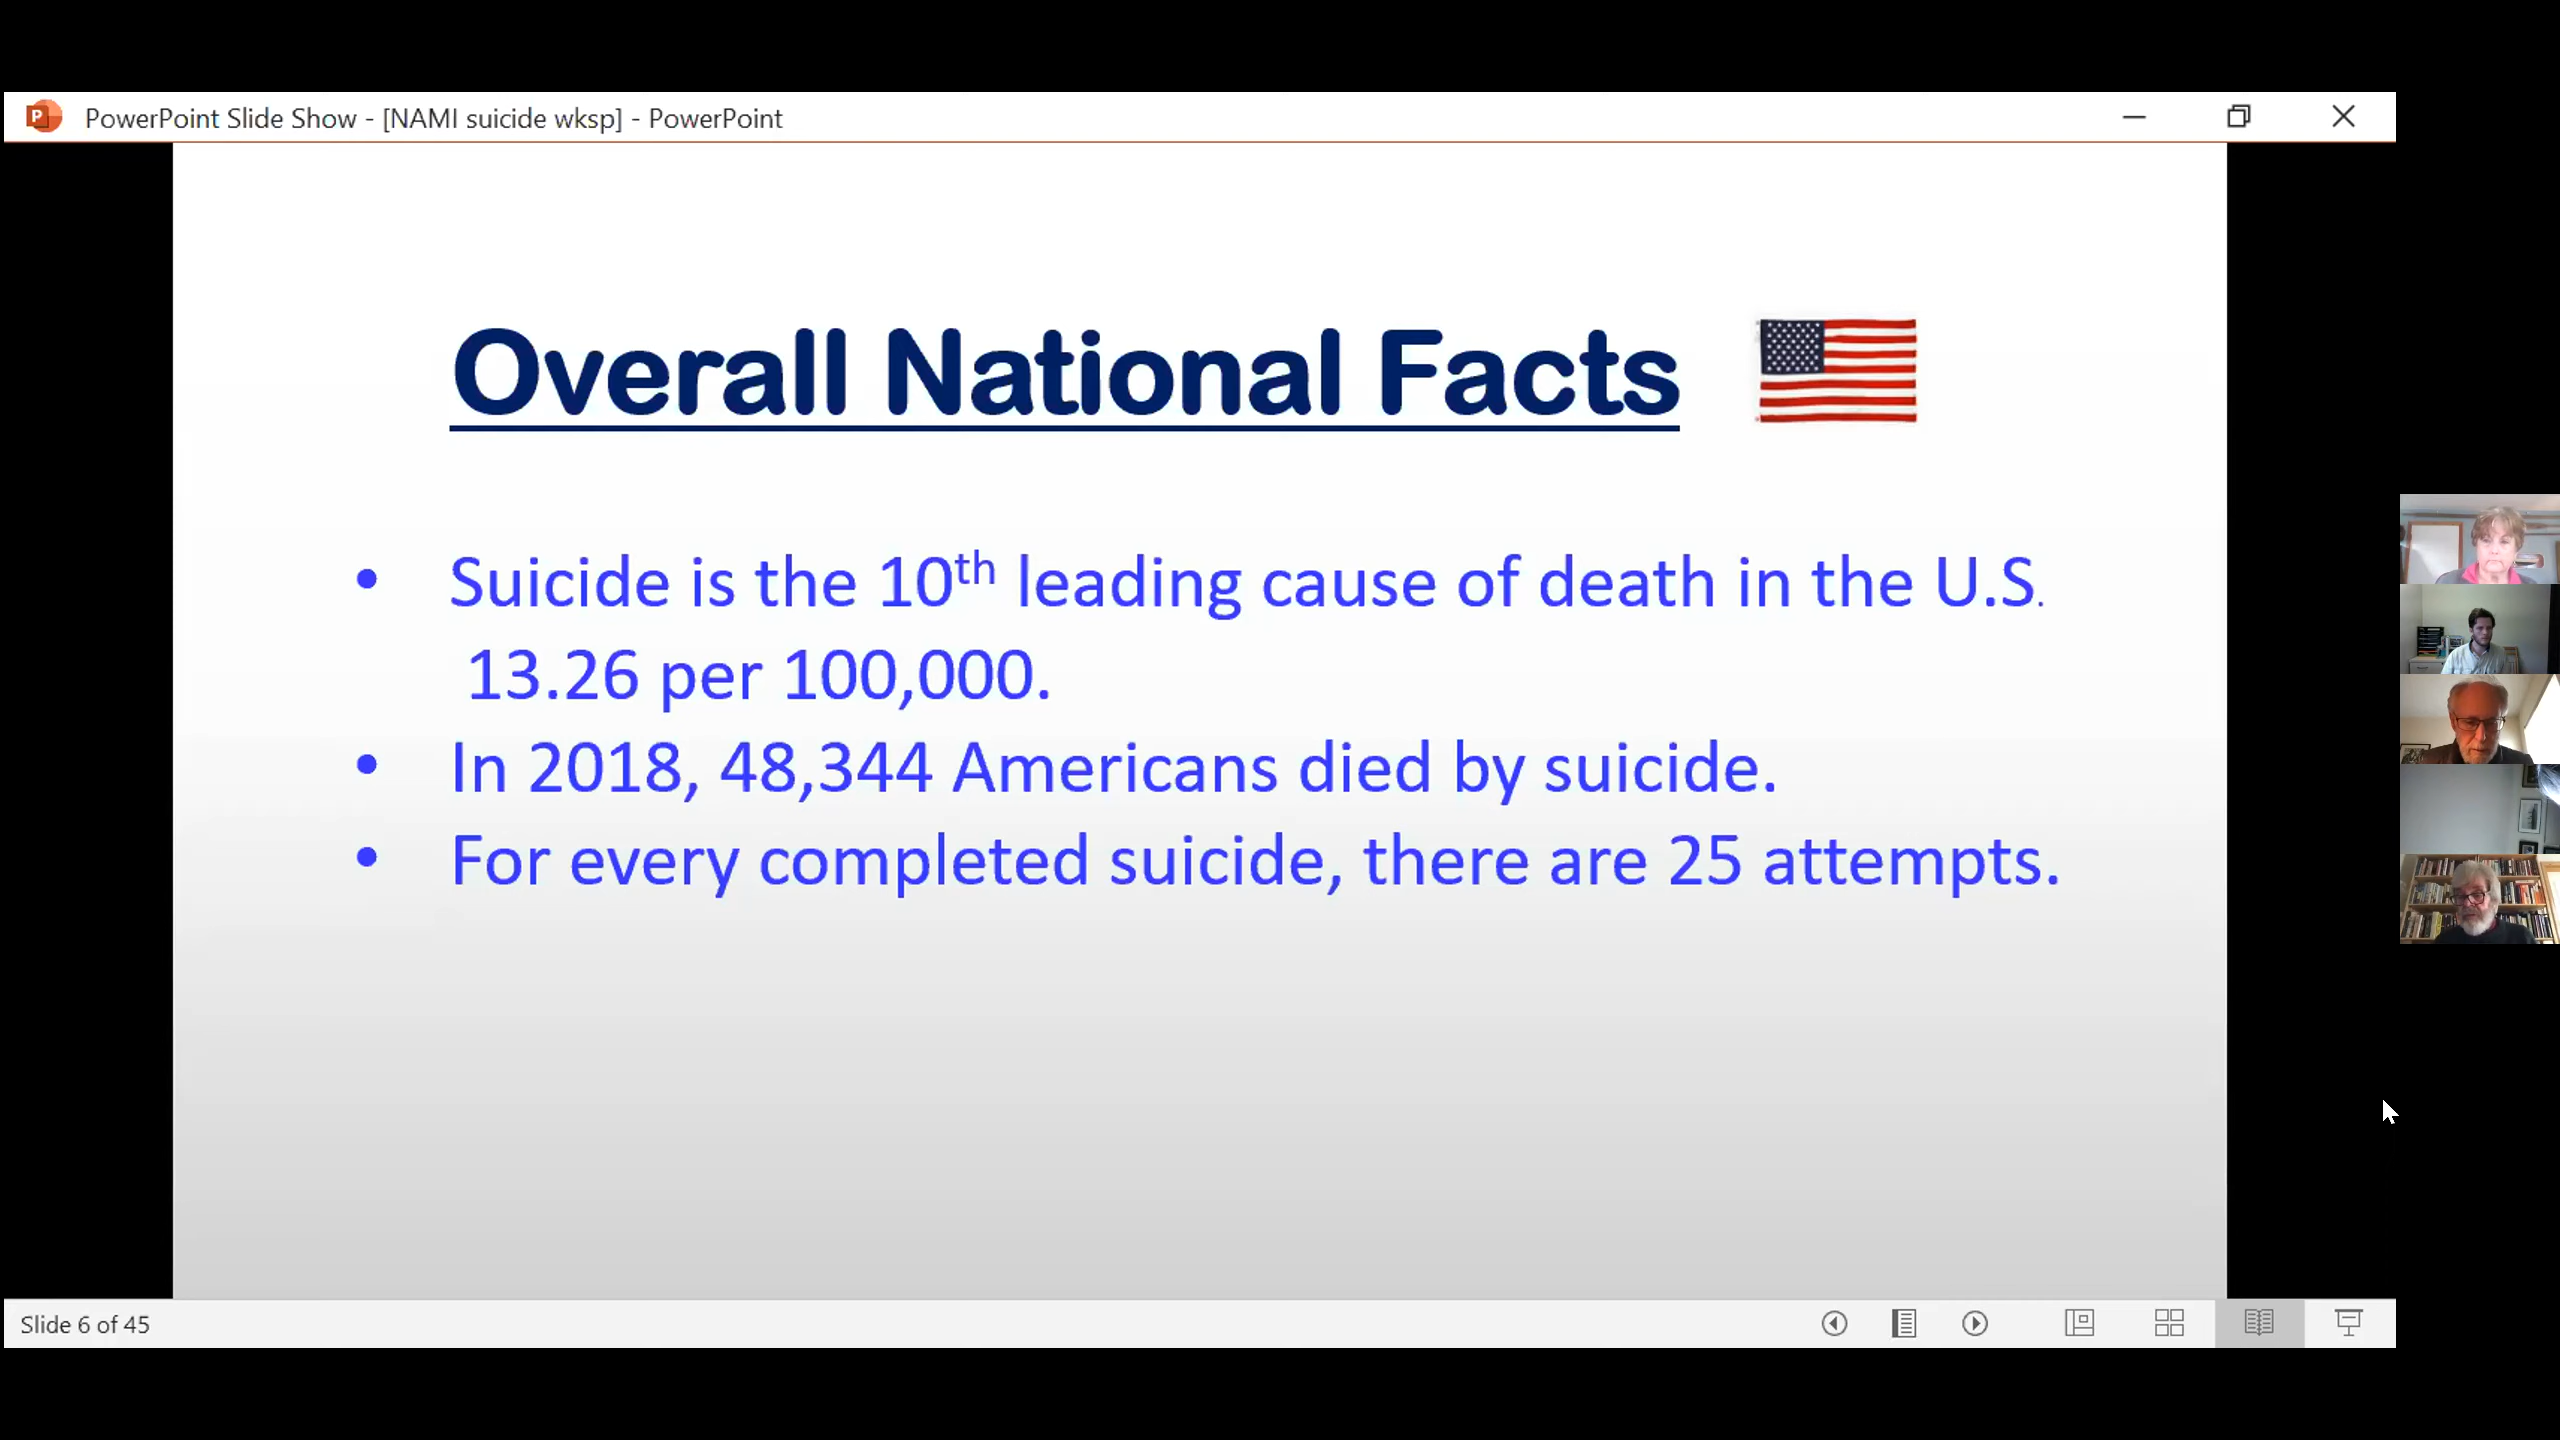 PowerPoint Slide Show - [NAMI suicide wksp] - PowerPoint
Overall National Facts
• Suicide is the 10th leading cause of death in the U.S.
13.26 per 100,000.
• In 2018, 48,344 Americans died by suicide.
• For every completed suicide, there are 25 attempts.
Slide 6 of 45